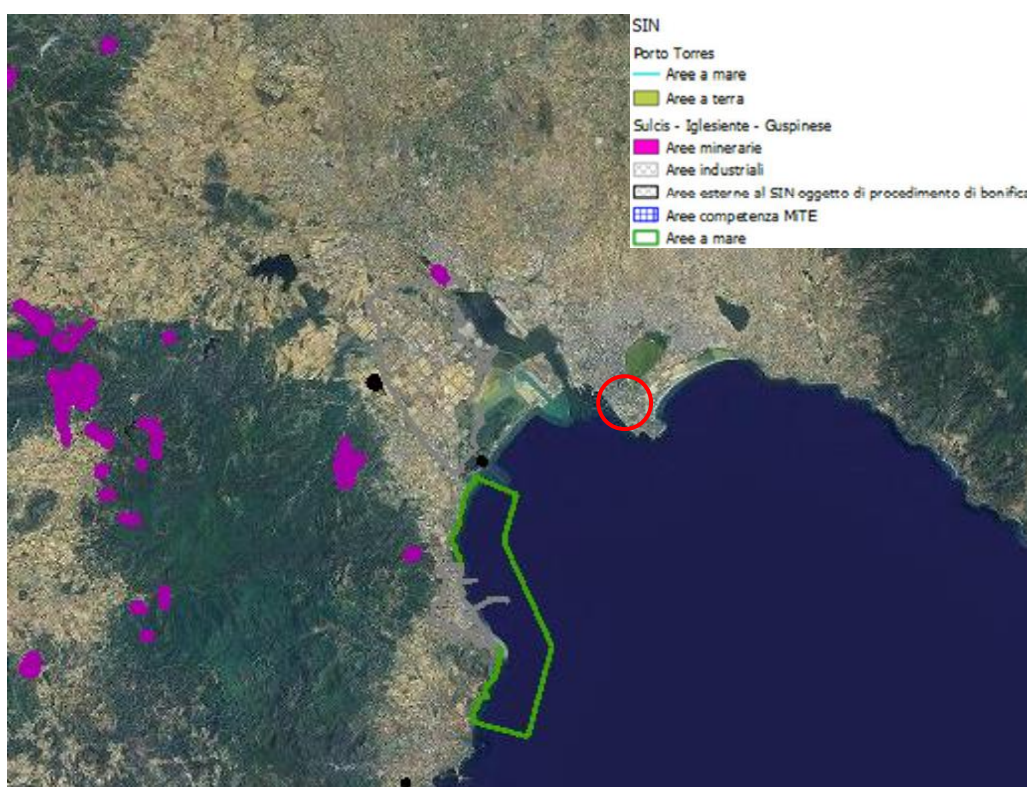 SIN
Porto Torres
Aree a mare
Aree a terra
Sulcis - Iglesiente - Guspinese
Aree minerarie
Aree industriali
Aree esterne al SIN oggetto di procedimento di bonifica
Aree competenza MiTE
Aree a mare